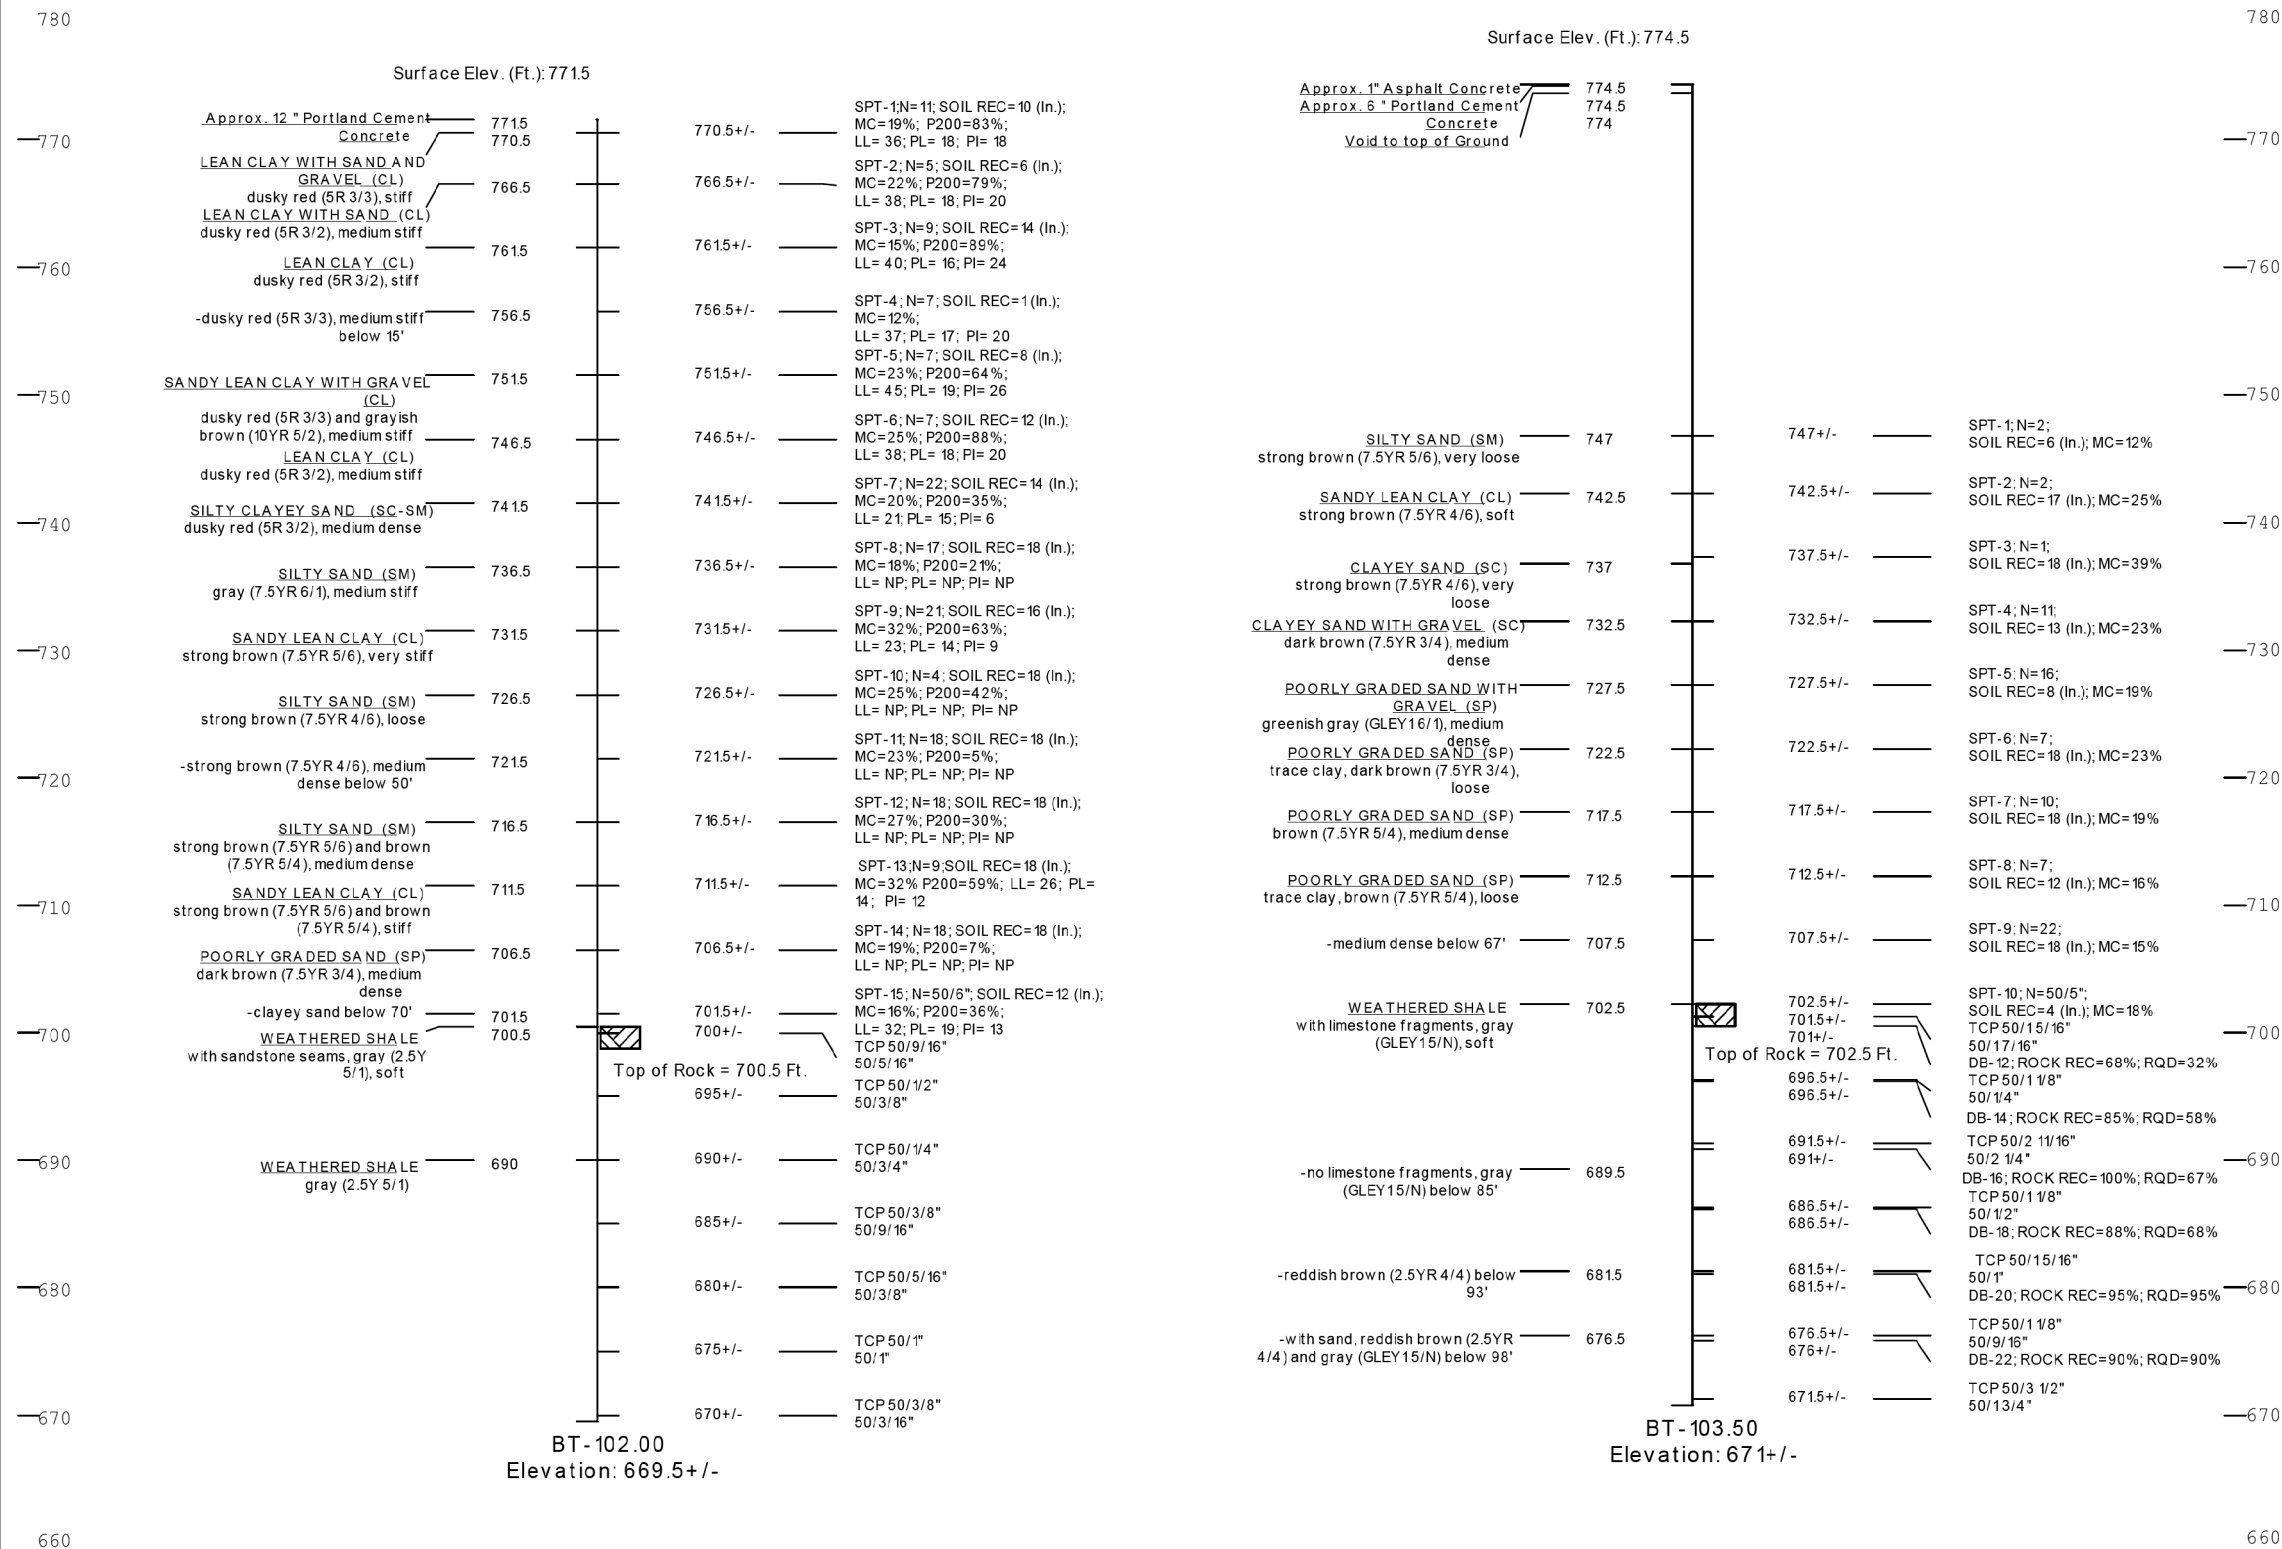 780
780
Surface Elev. (Ft.): 771.5
Approx. 12 " Portland Cement
Concrete
LEAN CLAY WITH SAND AND
GRAVEL (CL)
dusky red (5R 3/3), stiff
LEAN CLAY WITH SAND (CL)
dusky red (5R 3/2), medium stiff
LEAN CLAY (CL)
dusky red (5R 3/2), stiff
-dusky red (5R 3/3), medium stiff
below 15'
SANDY LEAN CLAY WITH GRAVEL
(CL)
dusky red (5R 3/3) and grayish
brown (10YR 5/2), medium stiff
LEAN CLAY (CL)
dusky red (5R 3/2), medium stiff
SILTY CLAYEY SAND (SC-SM)
dusky red (5R 3/2), medium dense
SILTY SAND (SM)
gray (7.5YR 6/1), medium stiff
SANDY LEAN CLAY (CL)
strong brown (7.5YR 5/6), very stiff
SILTY SAND (SM)
strong brown (7.5YR 4/6), loose
-strong brown (7.5YR 4/6), medium
dense below 50'
SILTY SAND (SM)
strong brown (7.5YR 5/6) and brown
(7.5YR 5/4), medium dense
SANDY LEAN CLAY (CL)
strong brown (7.5YR 5/6) and brown
(7.5YR 5/4), stiff
POORLY GRADED SAND (SP)
dark brown (7.5YR 3/4), medium
dense
-clayey sand below 70'
WEATHERED SHALE
with sandstone seams, gray (2.5Y
5/1), soft
WEATHERED SHALE
gray (2.5Y 5/1)
771.5
770.5
766.5
761.5
756.5
751.5
746.5
741.5
736.5
731.5
726.5
721.5
716.5
711.5
706.5
701.5
700.5
690
770.5+/-
766.5+/-
761.5+/-
756.5+/-
751.5+/-
746.5+/-
741.5+/-
736.5+/-
731.5+/-
726.5+/-
721.5+/-
716.5+/-
711.5+/-
706.5+/-
701.5+/-
700+/-
Top of Rock = 700.5 Ft.
695+/-
690+/-
685+/-
680+/-
675+/-
670+/-
SPT-1;N=11; SOIL REC=10 (In.);
MC=19%; P200=83%;
LL= 36; PL= 18; PI= 18
SPT-2; N=5; SOIL REC=6 (In.);
MC=22%; P200=79%;
LL= 38; PL= 18; PI= 20
SPT-3; N=9; SOIL REC=14 (In.);
MC=15%; P200=89%;
LL= 40; PL= 16; PI= 24
SPT-4; N=7; SOIL REC=1 (In.);
MC=12%;
LL= 37; PL= 17; PI= 20
SPT-5; N=7; SOIL REC=8 (In.);
MC=23%; P200=64%;
LL= 45; PL= 19; PI= 26
SPT-6; N=7; SOIL REC=12 (In.);
MC=25%; P200=88%;
LL= 38; PL= 18; PI= 20
SPT-7; N=22; SOIL REC=14 (In.);
MC=20%; P200=35%;
LL= 21; PL= 15; PI= 6
SPT-8; N=17; SOIL REC=18 (In.);
MC=18%; P200=21%;
LL= NP; PL= NP; PI= NP
SPT-9; N=21; SOIL REC=16 (In.);
MC=32%; P200=63%;
LL= 23; PL= 14; PI= 9
SPT-10; N=4; SOIL REC=18 (In.);
MC=25%; P200=42%;
LL= NP; PL= NP; PI= NP
SPT-11; N=18; SOIL REC=18 (In.);
MC=23%; P200=5%;
LL= NP; PL= NP; PI= NP
SPT-12; N=18; SOIL REC=18 (In.);
MC=27%; P200=30%;
LL= NP; PL= NP; PI= NP
SPT-13;N=9;SOIL REC=18 (In.);
MC=32% P200=59%; LL= 26; PL=
14; PI= 12
SPT-14; N=18; SOIL REC=18 (In.);
MC=19%; P200=7%;
LL= NP; PL= NP; PI= NP
SPT-15; N=50/6"; SOIL REC=12 (In.);
MC=16%; P200=36%;
LL= 32; PL= 19; PI= 13
TCP 50/9/16"
50/5/16"
TCP 50/1/2"
50/3/8"
TCP 50/1/4"
50/3/4"
TCP 50/3/8"
50/9/16"
TCP 50/5/16"
50/3/8"
TCP 50/1"
50/1"
TCP 50/3/8"
50/3/16"
BT-102.00
Elevation: 669.5+/-
770
760
750
740
730
720
710
700
690
680
670
660
Surface Elev. (Ft.): 774.5
Approx. 1" Asphalt Concrete
Approx. 6 " Portland Cement
Concrete
Void to top of Ground
SILTY SAND (SM)
strong brown (7.5YR 5/6), very loose
SANDY LEAN CLAY (CL)
strong brown (7.5YR 4/6), soft
CLAYEY SAND (SC)
strong brown (7.5YR 4/6), very
loose
CLAYEY SAND WITH GRAVEL (SC)
dark brown (7.5YR 3/4), medium
dense
POORLY GRADED SAND WITH
GRAVEL (SP)
greenish gray (GLEY1 6/1), medium
dense
POORLY GRADED SAND (SP)
trace clay, dark brown (7.5YR 3/4),
loose
POORLY GRADED SAND (SP)
brown (7.5YR 5/4), medium dense
POORLY GRADED SAND (SP)
trace clay, brown (7.5YR 5/4), loose
-medium dense below 67'
WEATHERED SHALE
with limestone fragments, gray
(GLEY1 5/N), soft
-no limestone fragments, gray
(GLEY1 5/N) below 85'
-reddish brown (2.5YR 4/4) below
93'
-with sand, reddish brown (2.5YR
4/4) and gray (GLEY1 5/N) below 98'
774.5
774.5
774
747
742.5
737
732.5
727.5
722.5
717.5
712.5
707.5
702.5
689.5
681.5
676.5
747+/-
742.5+/-
737.5+/-
732.5+/-
727.5+/-
722.5+/-
717.5+/-
712.5+/-
707.5+/-
702.5+/-
701.5+/-
701+/-
Top of Rock = 702.5 Ft.
696.5+/-
696.5+/-
691.5+/-
691+/-
686.5+/-
686.5+/-
681.5+/-
681.5+/-
676.5+/-
676+/-
671.5+/-
SPT-1; N=2;
SOIL REC=6 (In.); MC=12%
SPT-2; N=2;
SOIL REC=17 (In.); MC=25%
SPT-3; N=1;
SOIL REC=18 (In.); MC=39%
SPT-4; N=11;
SOIL REC=13 (In.); MC=23%
SPT-5; N=16;
SOIL REC=8 (In.); MC=19%
SPT-6; N=7;
SOIL REC=18 (In.); MC=23%
SPT-7; N=10;
SOIL REC=18 (In.); MC=19%
SPT-8; N=7;
SOIL REC=12 (In.); MC=16%
SPT-9; N=22;
SOIL REC=18 (In.); MC=15%
SPT-10; N=50/5";
SOIL REC=4 (In.); MC=18%
TCP 50/15/16"
50/1 7/16"
DB-12; ROCK REC=68%; RQD=32%
TCP 50/1 1/8"
50/1/4"
DB-14; ROCK REC=85%; RQD=58%
TCP 50/2 11/16"
50/2 1/4"
DB-16; ROCK REC=100%; RQD=67%
TCP 50/1 1/8"
50/1/2"
DB-18; ROCK REC=88%; RQD=68%
TCP 50/15/16"
50/1"
DB-20; ROCK REC=95%; RQD=95%
TCP 50/1 1/8"
50/9/16"
DB-22; ROCK REC=90%; RQD=90%
TCP 50/3 1/2"
50/1 3/4"
BT-103.50
Elevation: 671+/-
770
760
750
740
730
720
710
700
690
680
670
660